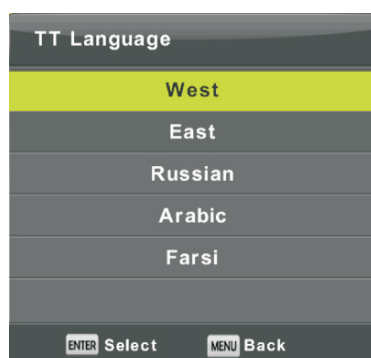 TT Language
West
East
Russian
Arabic
Farsi
ENTER Select MENU Back